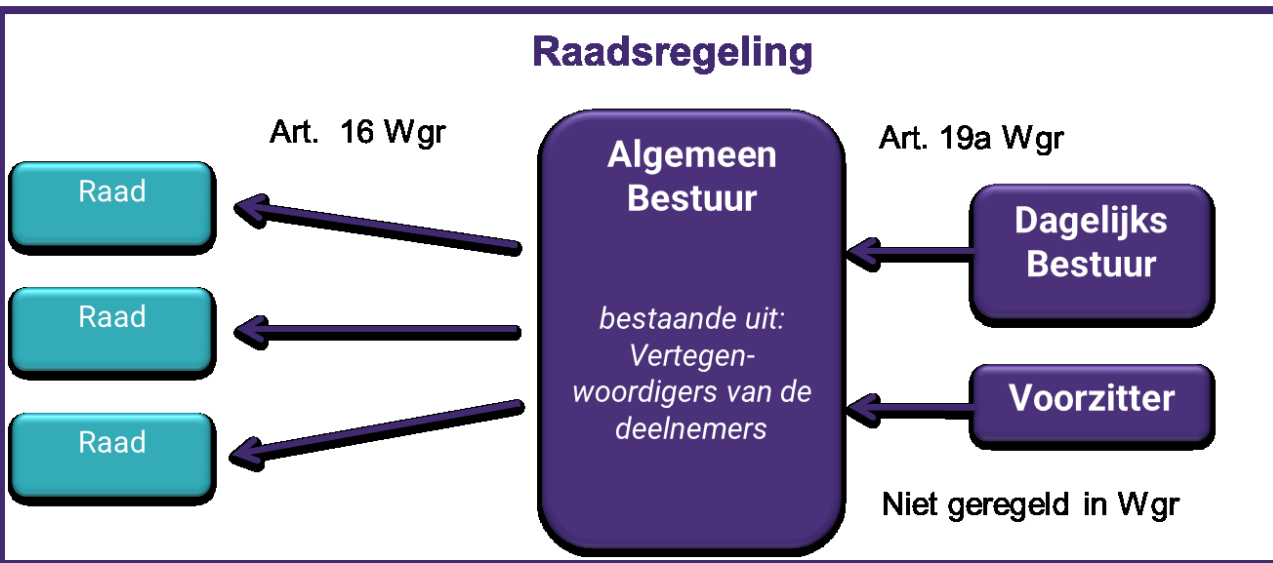 Raadsregeling
Art. 16 Wgr
Raad
Raad
Raad
Algemeen
Bestuur
bestaande uit:
Vertegen-
woordigers van de
deelnemers
Art. 19a Wgr
Dagelijks
Bestuur
Voorzitter
Niet geregeld in Wgr